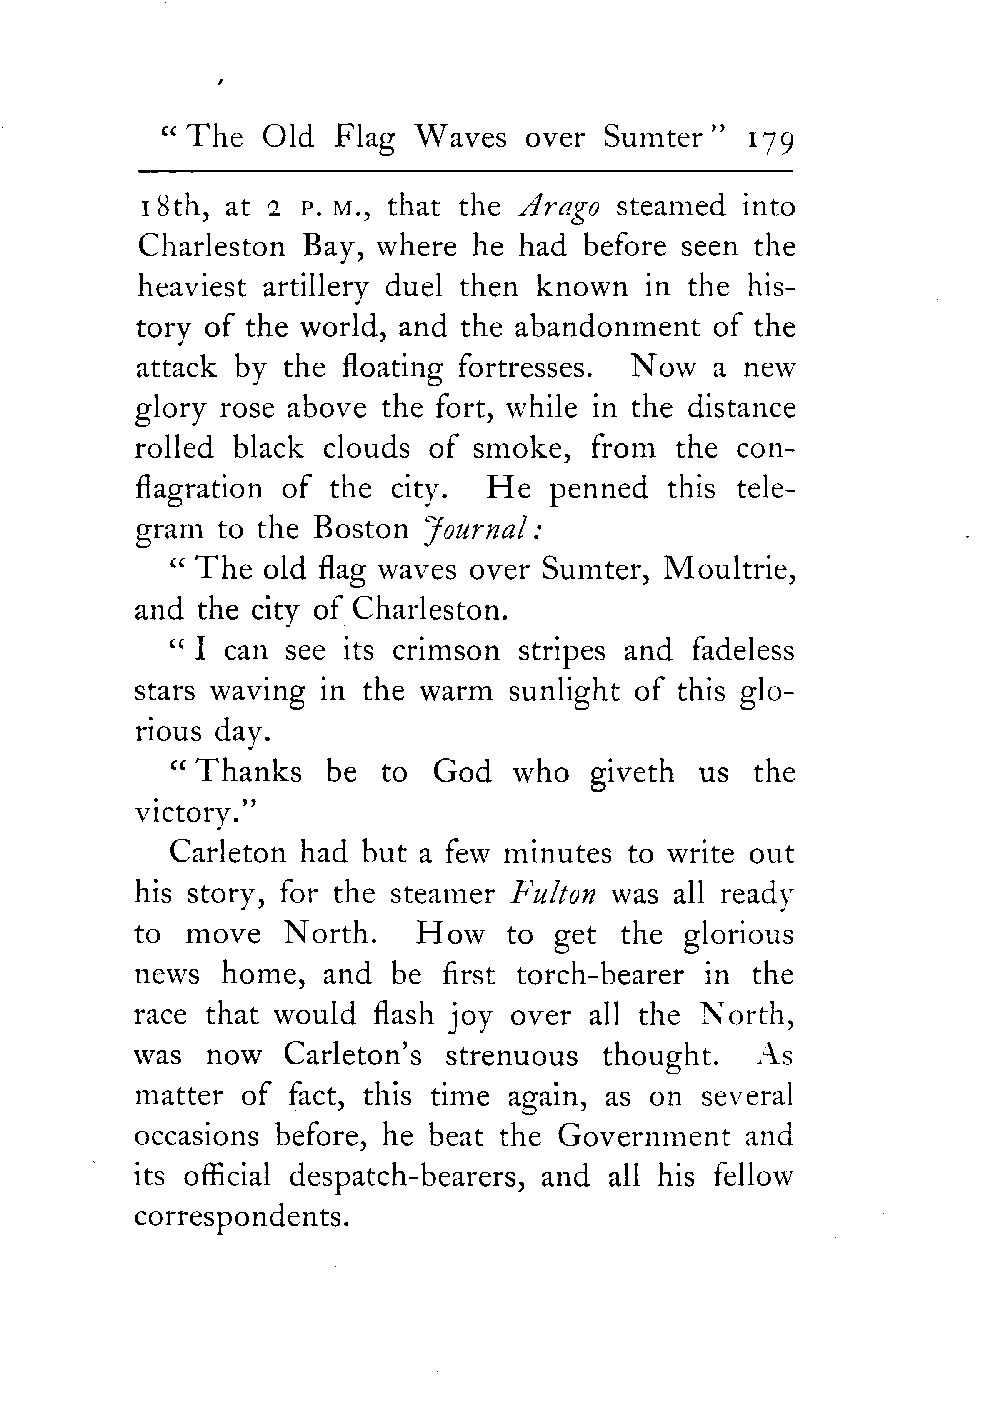 “ The Old Flag Waves over Sumter ” 179
18th, at 2 P. M., that the Arago steamed into
Charleston Bay, where he had before seen the
heaviest artillery duel then known in the his-
tory of the world, and the abandonment of the
attack by the floating fortresses. Now a new
glory rose above the fort, while in the distance
rolled black clouds of smoke, from the con-
flagration of the city. He penned this tele-
gram to the Boston Journal :
“ The old flag waves over Sumter, Moultrie,
and the city of Charleston.
“ I can see its crimson stripes and fadeless
stars waving in the warm sunlight of this glo-
rious day.
“ Thanks be to God who giveth us the
victory.”
Carleton had but a few minutes to write out
his story, for the steamer Fulton was all ready
to move North. How to get the glorious
news home, and be first torch-bearer in the
race that would flash joy over all the North,
was now Carleton’s strenuous thought. As
matter of fact, this time again, as on several
occasions before, he beat the Government and
its official despatch-bearers, and all his fellow
correspondents.